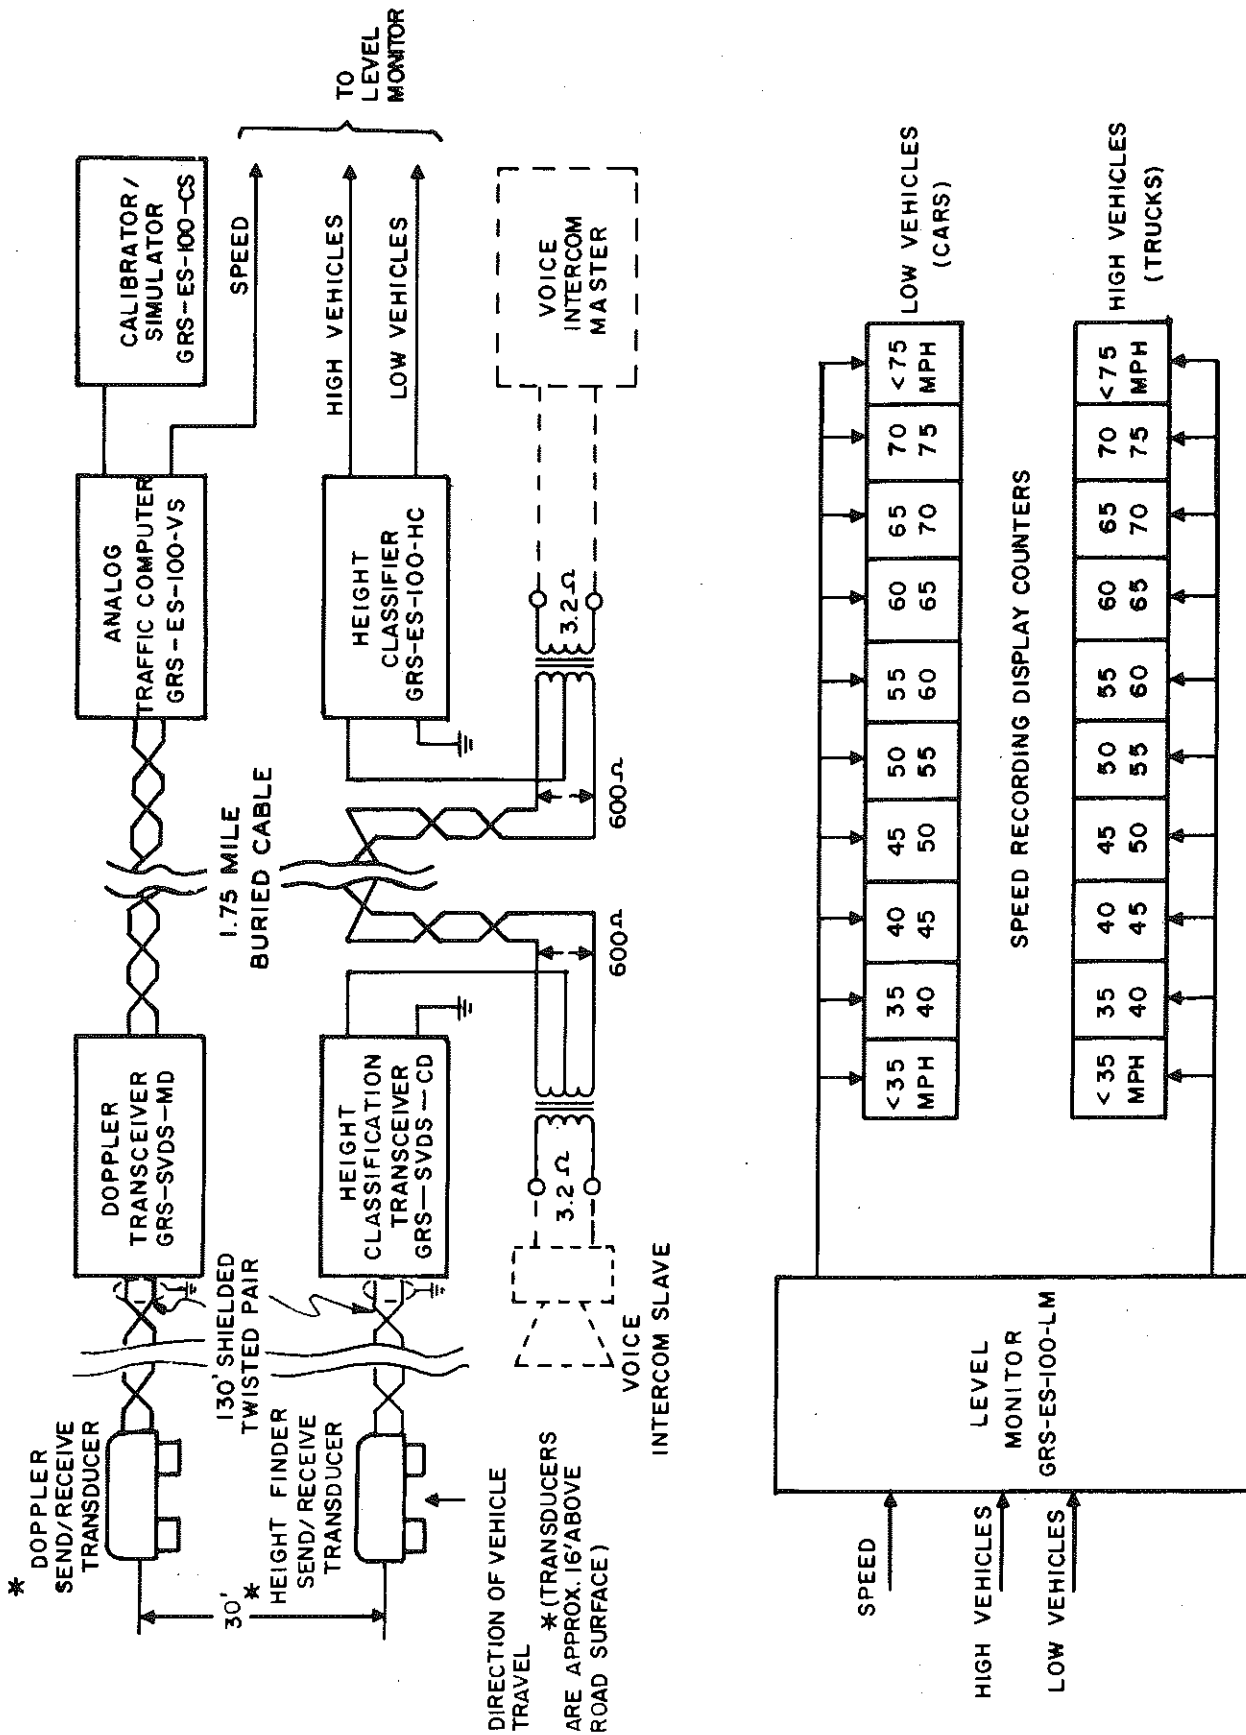 *
DOPPLER
SEND/RECEIVE
TRANSDUCER
30'
*
HEIGHT FINDER
SEND/RECEIVE
TRANSDUCER
DIRECTION OF VEHICLE
TRAVEL
*(TRANSDUCERS
ARE APPROX. 16' ABOVE
ROAD SURFACE)
130' SHIELDED
TWISTED PAIR
DOPPLER
TRANSCEIVER
GRS-SVDS-MD
HEIGHT
CLASSIFICATION
TRANSCEIVER
GRS-SVDS-CD
VOICE
INTERCOM SLAVE
3.2Ω
600Ω
1.75 MILE
BURIED CABLE
600Ω
3.2Ω
ANALOG
TRAFFIC COMPUTER
GRS-ES-100-VS
HEIGHT
CLASSIFIER
GRS-ES-100-HC
CALIBRATOR/
SIMULATOR
GRS-ES-100-CS
SPEED
HIGH VEHICLES
LOW VEHICLES
TO
LEVEL
MONITOR
VOICE
INTERCOM
MASTER
SPEED
HIGH VEHICLES
LOW VEHICLES
LEVEL
MONITOR
GRS-ES-100-LM
<35 35 40 45 50 55 60 65 70 <75
MPH 40 45 50 55 60 65 70 75 MPH
LOW VEHICLES
(CARS)
SPEED RECORDING DISPLAY COUNTERS
<35 35 40 45 50 55 60 65 70 <75
MPH 40 45 50 55 60 65 70 75 MPH
HIGH VEHICLES
(TRUCKS)